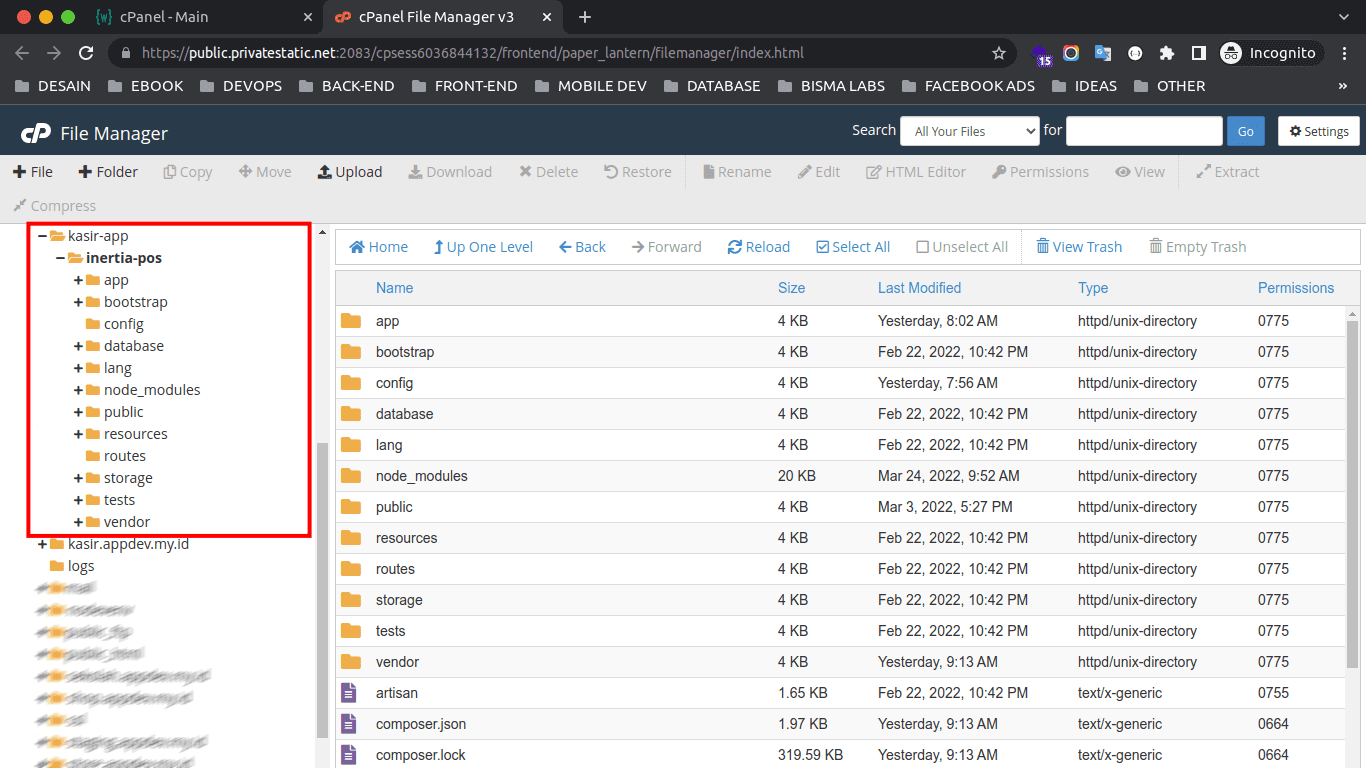 cPanel - Main
cPanel File Manager v3
https://public.privatestatic.net:2083/cpsess6036844132/frontend/paper_lantern/filemanager/index.html
15
Incognito
DESAIN EBOOK DEVOPS BACK-END FRONT-END MOBILE DEV DATABASE BISMA LABS FACEBOOK ADS IDEAS OTHER »
cP File Manager
Search All Your Files for Go Settings
+ File + Folder Copy Move Upload Download Delete Restore Rename Edit HTML Editor Permissions View Extract
Compress
kasir-app
inertia-pos
app
bootstrap
config
database
lang
node_modules
public
resources
routes
storage
tests
vendor
kasir.appdev.my.id
logs
Home Up One Level Back Forward Reload Select All Unselect All View Trash Empty Trash
Name Size Last Modified Type Permissions
app 4 KB Yesterday, 8:02 AM httpd/unix-directory 0775
bootstrap 4 KB Feb 22, 2022, 10:42 PM httpd/unix-directory 0775
config 4 KB Yesterday, 7:56 AM httpd/unix-directory 0775
database 4 KB Feb 22, 2022, 10:42 PM httpd/unix-directory 0775
lang 4 KB Feb 22, 2022, 10:42 PM httpd/unix-directory 0775
node_modules 20 KB Mar 24, 2022, 9:52 AM httpd/unix-directory 0775
public 4 KB Mar 3, 2022, 5:27 PM httpd/unix-directory 0775
resources 4 KB Feb 22, 2022, 10:42 PM httpd/unix-directory 0775
routes 4 KB Feb 22, 2022, 10:42 PM httpd/unix-directory 0775
storage 4 KB Feb 22, 2022, 10:42 PM httpd/unix-directory 0775
tests 4 KB Feb 22, 2022, 10:42 PM httpd/unix-directory 0775
vendor 4 KB Yesterday, 9:13 AM httpd/unix-directory 0775
artisan 1.65 KB Feb 22, 2022, 10:42 PM text/x-generic 0755
composer.json 1.97 KB Yesterday, 9:13 AM text/x-generic 0664
composer.lock 319.59 KB Yesterday, 9:13 AM text/x-generic 0664